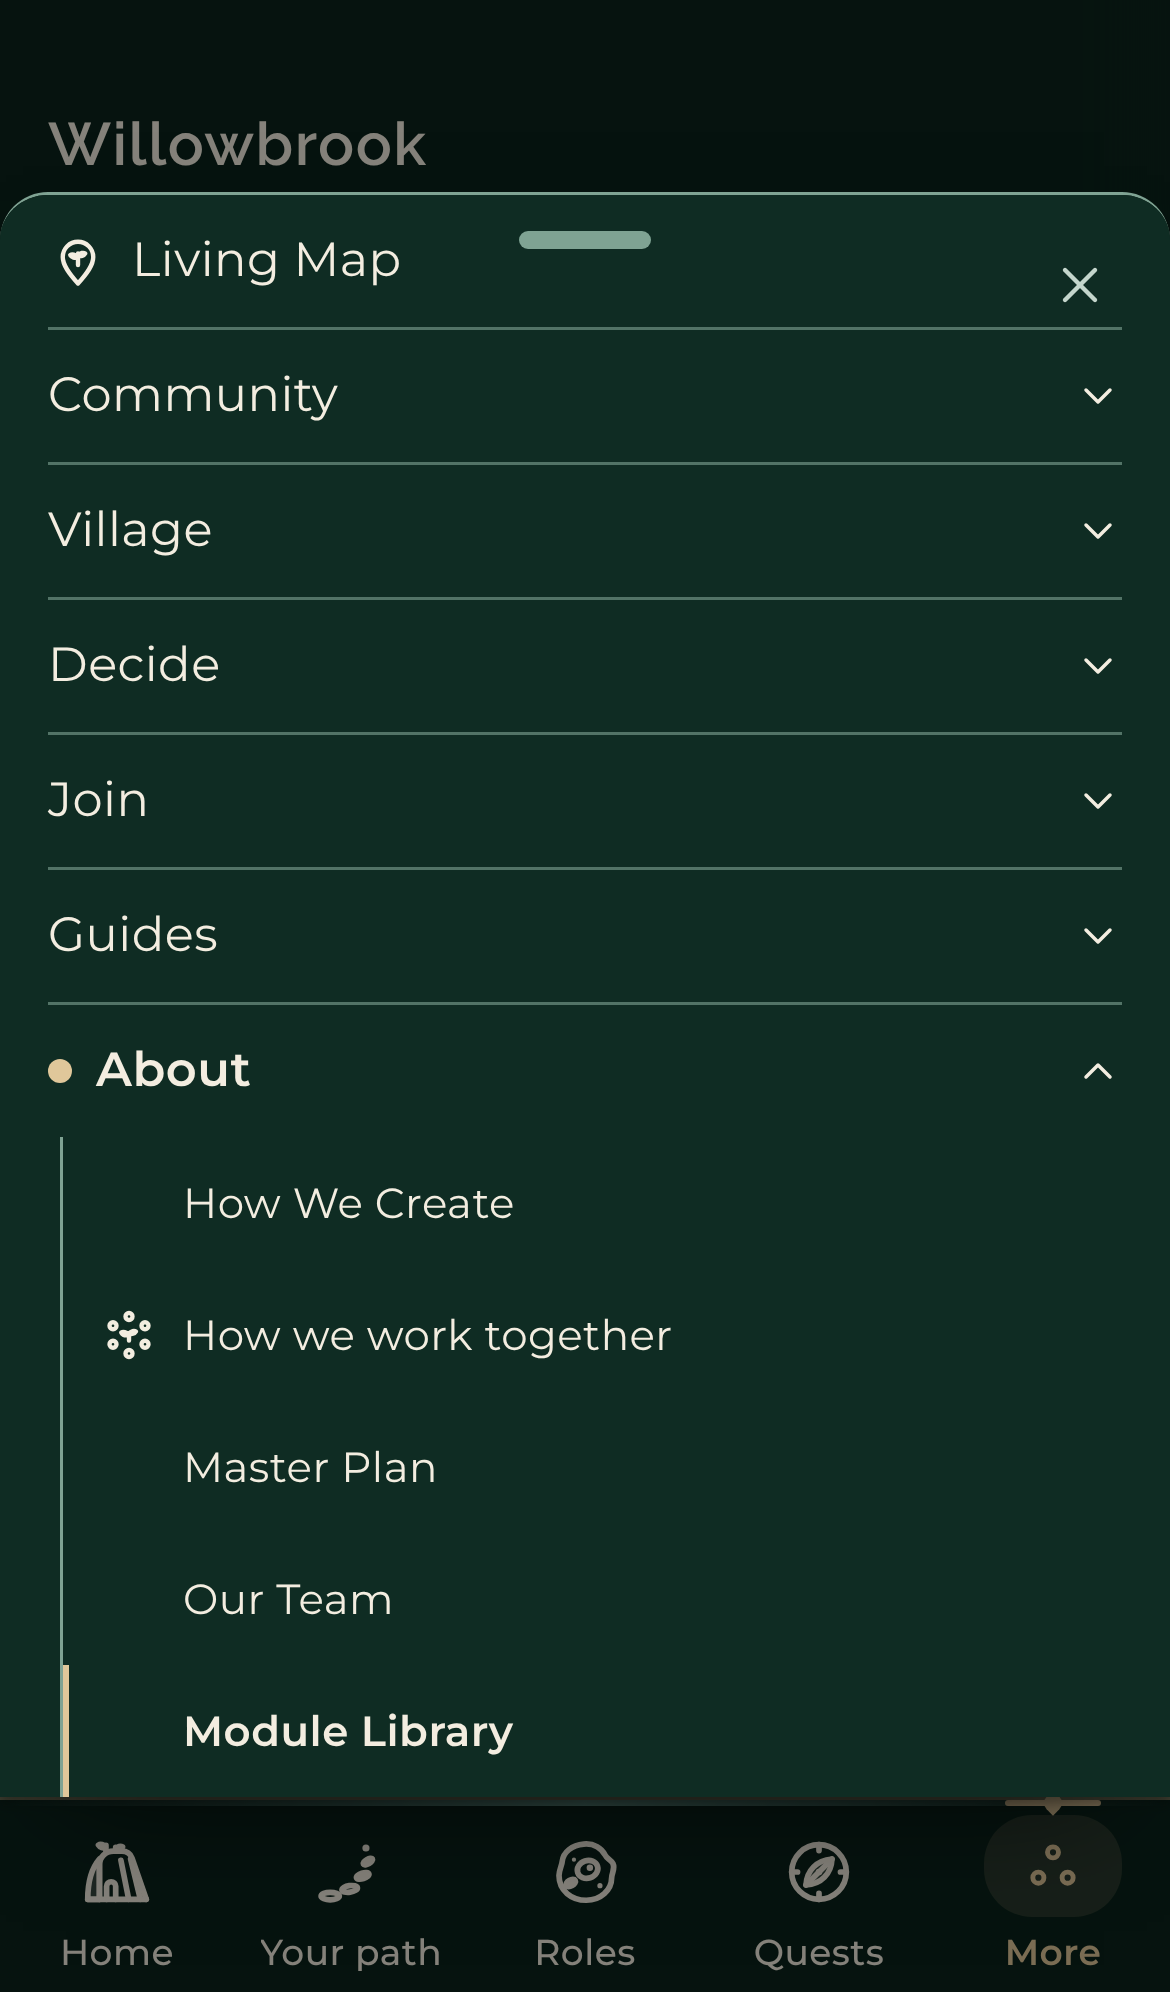 Willowbrook
Living Map
Community
Village
Decide
Join
Guides
About
How We Create
How we work together
Master Plan
Our Team
Module Library
Home
Your path
Roles
Quests
More